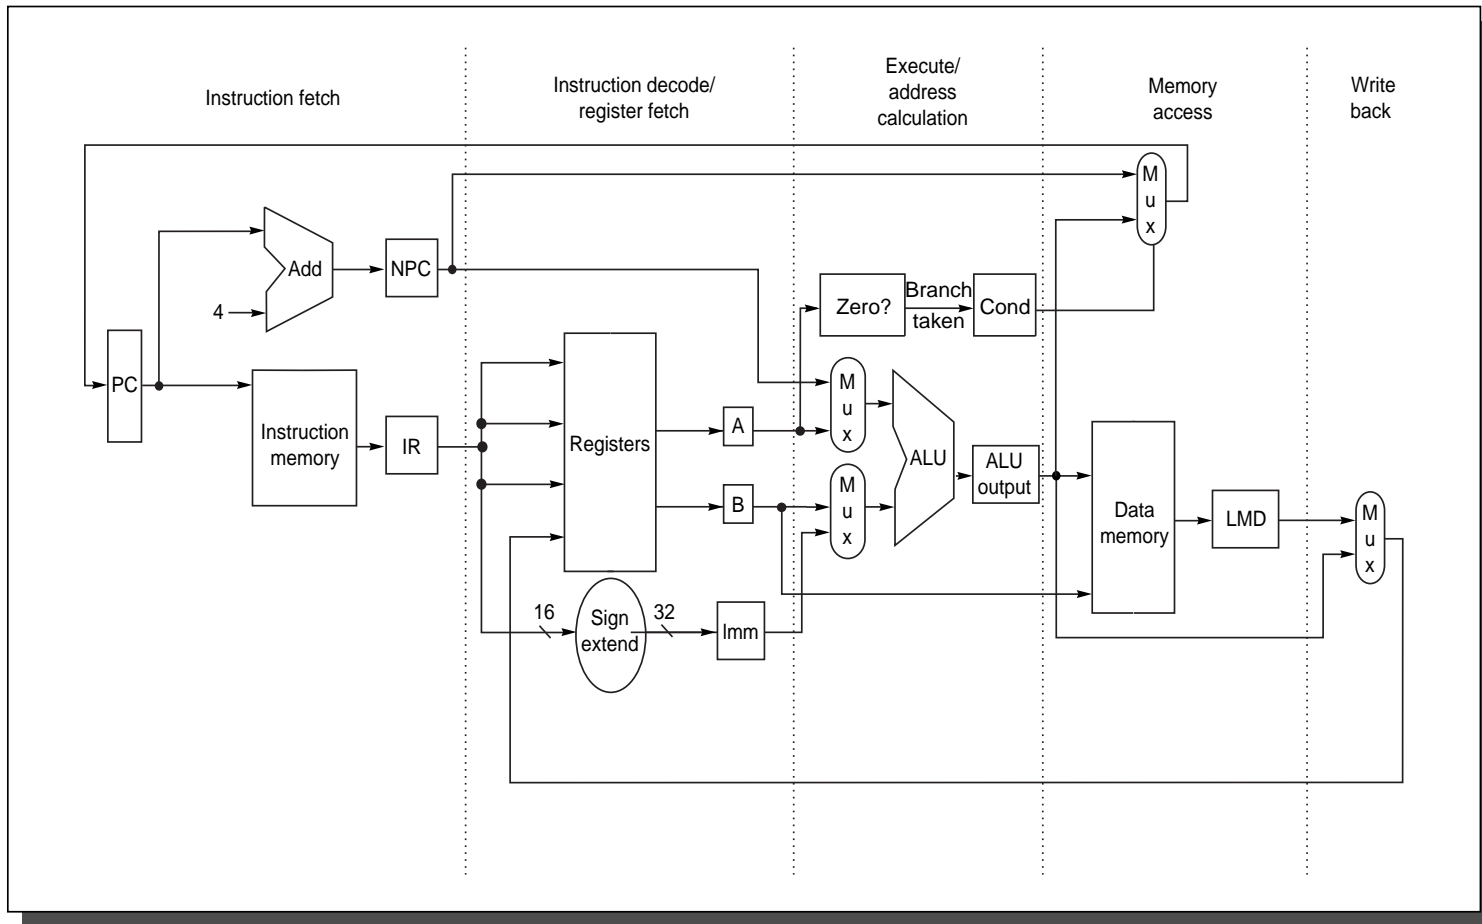 Instruction fetch
Instruction decode/
register fetch
Execute/
address
calculation
Memory
access
Write
back
M
u
x
Add
NPC
4
Zero?
Branch
taken
Cond
PC
Instruction
memory
IR
Registers
A
B
M
u
x
M
u
x
ALU
ALU
output
Data
memory
LMD
M
u
x
16
Sign
extend
32
Imm